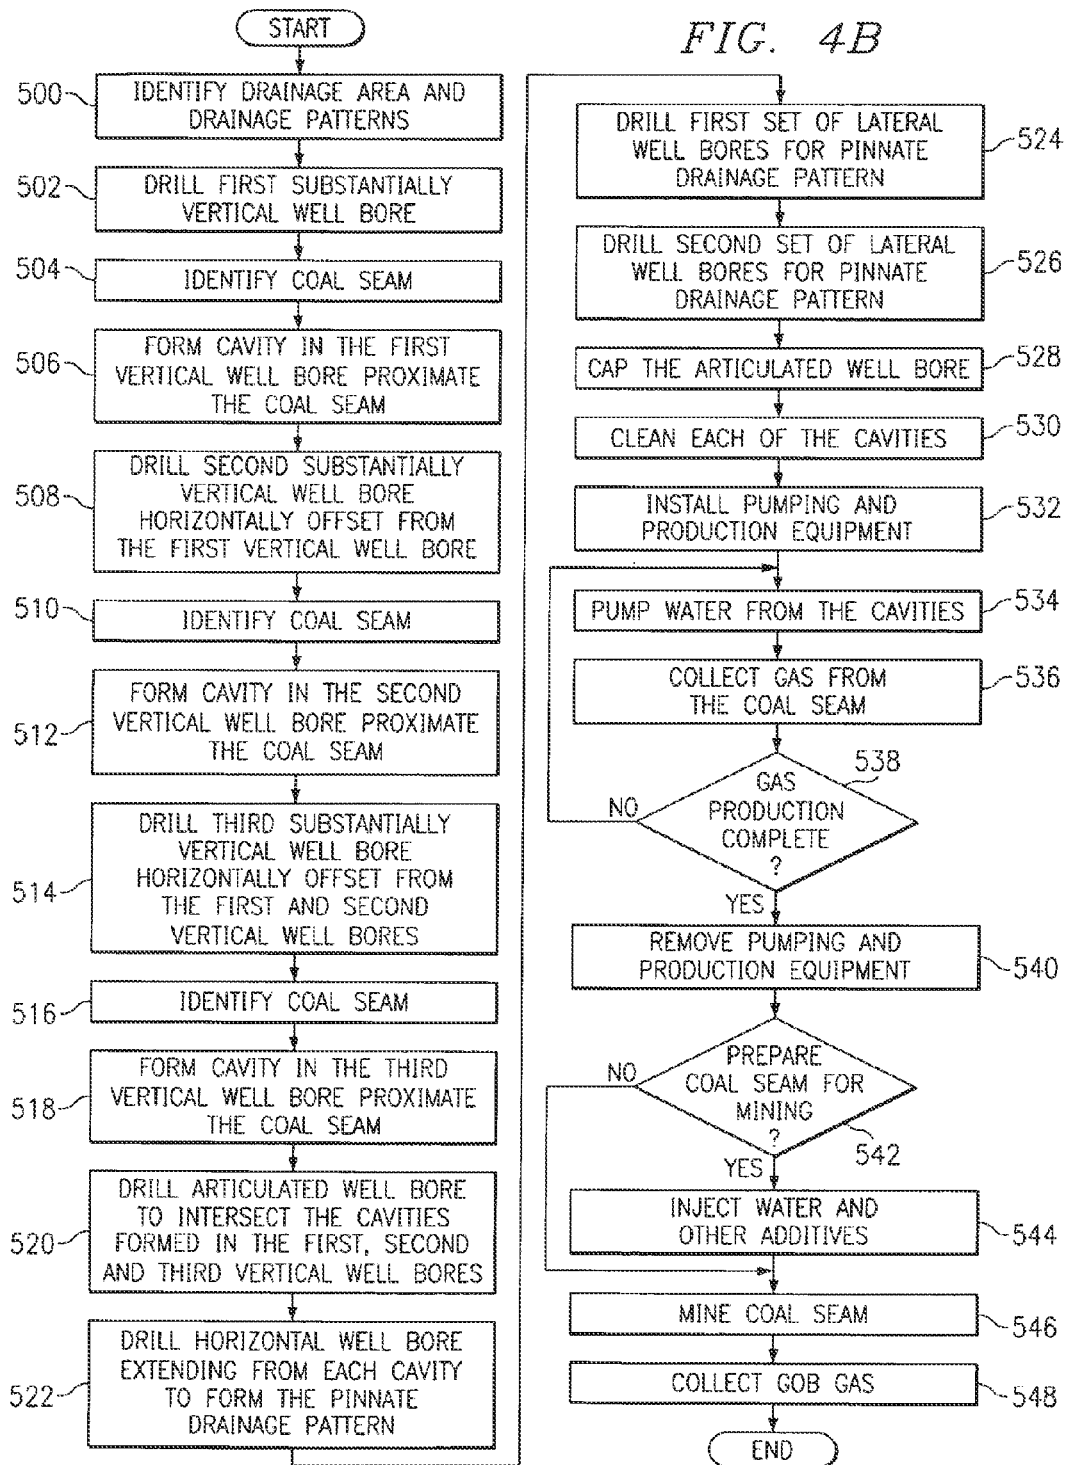 FIG. 4B
START
500
IDENTIFY DRAINAGE AREA AND
DRAINAGE PATTERNS
502
DRILL FIRST SUBSTANTIALLY
VERTICAL WELL BORE
504
IDENTIFY COAL SEAM
506
FORM CAVITY IN THE FIRST
VERTICAL WELL BORE PROXIMATE
THE COAL SEAM
508
DRILL SECOND SUBSTANTIALLY
VERTICAL WELL BORE
HORIZONTALLY OFFSET FROM
THE FIRST VERTICAL WELL BORE
510
IDENTIFY COAL SEAM
512
FORM CAVITY IN THE SECOND
VERTICAL WELL BORE PROXIMATE
THE COAL SEAM
514
DRILL THIRD SUBSTANTIALLY
VERTICAL WELL BORE
HORIZONTALLY OFFSET FROM
THE FIRST AND SECOND
VERTICAL WELL BORES
516
IDENTIFY COAL SEAM
518
FORM CAVITY IN THE THIRD
VERTICAL WELL BORE PROXIMATE
THE COAL SEAM
520
DRILL ARTICULATED WELL BORE
TO INTERSECT THE CAVITIES
FORMED IN THE FIRST, SECOND
AND THIRD VERTICAL WELL BORES
522
DRILL HORIZONTAL WELL BORE
EXTENDING FROM EACH CAVITY
TO FORM THE PINNATE
DRAINAGE PATTERN
DRILL FIRST SET OF LATERAL
WELL BORES FOR PINNATE
DRAINAGE PATTERN
524
DRILL SECOND SET OF LATERAL
WELL BORES FOR PINNATE
DRAINAGE PATTERN
526
CAP THE ARTICULATED WELL BORE
528
CLEAN EACH OF THE CAVITIES
530
INSTALL PUMPING AND
PRODUCTION EQUIPMENT
532
PUMP WATER FROM THE CAVITIES
534
COLLECT GAS FROM
THE COAL SEAM
536
538
NO
GAS
PRODUCTION
COMPLETE
?
YES
REMOVE PUMPING AND
PRODUCTION EQUIPMENT
540
NO
PREPARE
COAL SEAM FOR
MINING
?
542
YES
INJECT WATER AND
OTHER ADDITIVES
544
MINE COAL SEAM
546
COLLECT GOB GAS
548
END